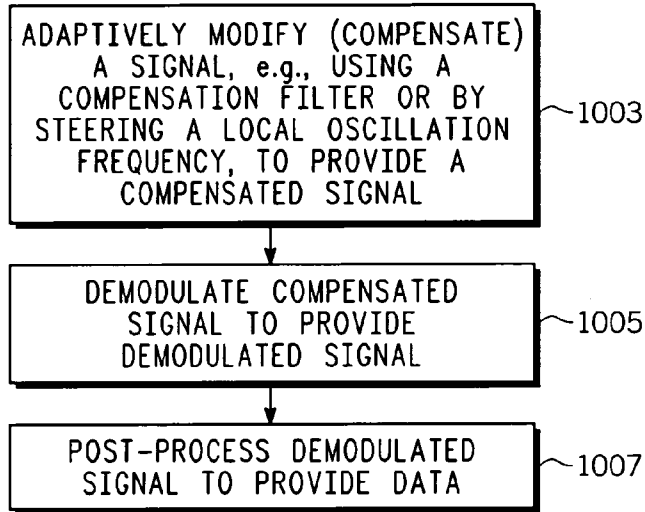 ADAPTIVELY MODIFY (COMPENSATE)
A SIGNAL, e.g., USING A
COMPENSATION FILTER OR BY
STEERING A LOCAL OSCILLATION
FREQUENCY, TO PROVIDE A
COMPENSATED SIGNAL
1003
DEMODULATE COMPENSATED
SIGNAL TO PROVIDE
DEMODULATED SIGNAL
1005
POST-PROCESS DEMODULATED
SIGNAL TO PROVIDE DATA
1007